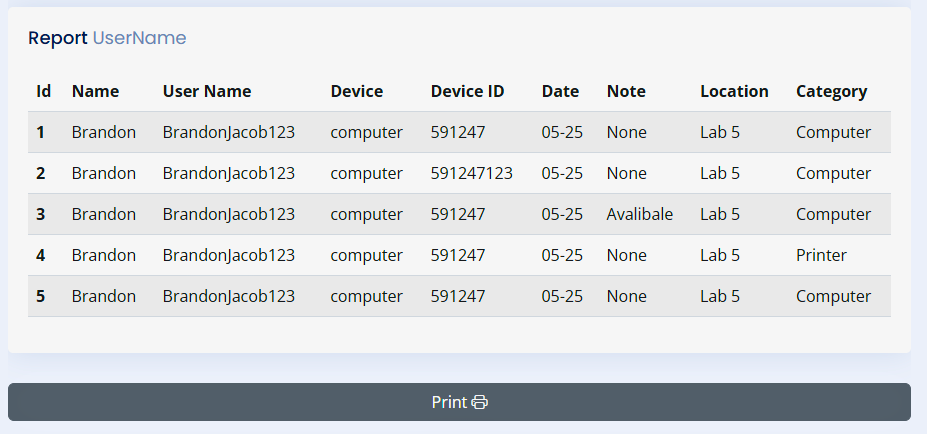 Report UserName
Id Name User Name Device Device ID Date Note Location Category
1 Brandon BrandonJacob123 computer 591247 05-25 None Lab 5 Computer
2 Brandon BrandonJacob123 computer 591247123 05-25 None Lab 5 Computer
3 Brandon BrandonJacob123 computer 591247 05-25 Avalibale Lab 5 Computer
4 Brandon BrandonJacob123 computer 591247 05-25 None Lab 5 Printer
5 Brandon BrandonJacob123 computer 591247 05-25 None Lab 5 Computer
Print